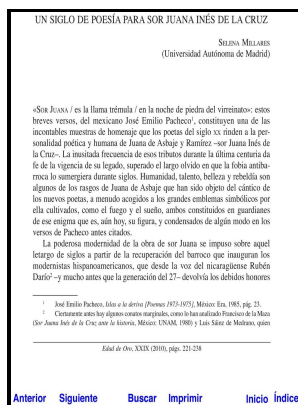 UN SIGLO DE POESÍA PARA SOR JUANA INÉS DE LA CRUZ
SELENA MILLARES
(Universidad Autónoma de Madrid)
«SOR JUANA / es la llama trémula / en la noche de piedra del virreinato»: estos
breves versos, del mexicano José Emilio Pacheco¹, constituyen una de las
incontables muestras de homenaje que los poetas del siglo XX rinden a la per-
sonalidad poética y humana de Juana de Asbaje y Ramírez –sor Juana Inés de
la Cruz–. La inusitada frecuencia de esos tributos durante la última centuria da
fe de la vigencia de su legado, superado el largo olvido en que la fobia antiba-
rroca lo sumergiera durante siglos. Humanidad, talento, belleza y rebeldía son
algunos de los rasgos de Juana de Asbaje que han sido objeto del cántico de
los nuevos poetas, a menudo acogidos a los grandes emblemas simbólicos por
ella cultivados, como el fuego y el sueño, ambos constituidos en guardianes
de ese enigma que es, aún hoy, su figura, y condensados de algún modo en los
versos de Pacheco antes citados.
La poderosa modernidad de la obra de sor Juana se impuso sobre aquel
letargo de siglos a partir de la recuperación del barroco que inauguran los
modernistas hispanoamericanos, que desde la voz del nicaragüense Rubén
Darío² –y mucho antes que la generación del 27– devolvía los debidos honores
¹ José Emilio Pacheco, Islas a la deriva [Poemas 1973-1975], México: Era, 1985, pág. 23.
² Ciertamente antes hay algunos conatos marginales, como los han analizado Francisco de la Maza
(Sor Juana Inés de la Cruz ante la historia, México: UNAM, 1980) y Luis Sáinz de Medrano, quien
Edad de Oro, XXIX (2010), págs. 221-238
Anterior Siguiente Buscar Imprimir Inicio Índice